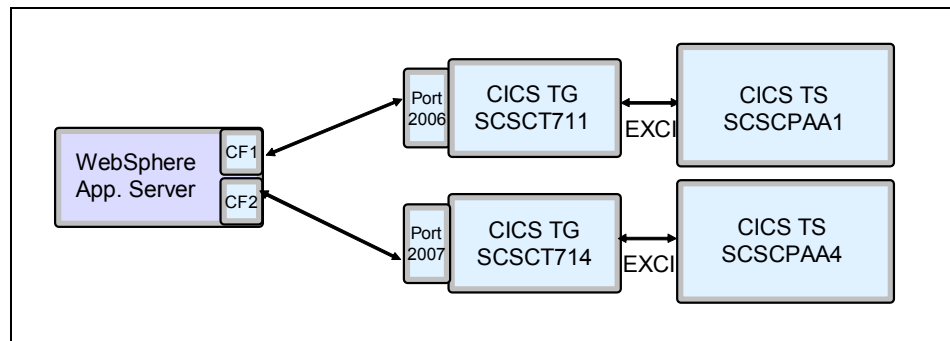 WebSphere
App. Server
CF1
CF2
Port
2006
CICS TG
SCSCT711
EXCI
CICS TS
SCSCPAA1
Port
2007
CICS TG
SCSCT714
EXCI
CICS TS
SCSCPAA4